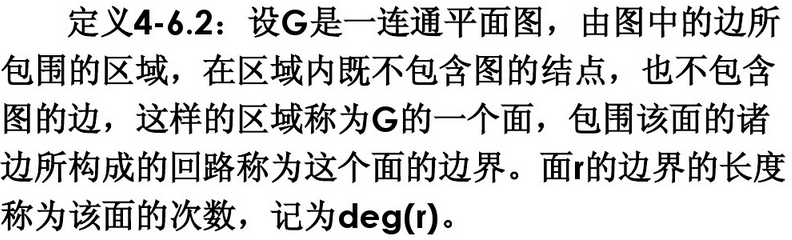 定义4-6.2：设G是一连通平面图，由图中的边所
包围的区域，在区域内既不包含图的结点，也不包含
图的边，这样的区域称为G的一个面，包围该面的诸
边所构成的回路称为这个面的边界。面r的边界的长度
称为该面的次数，记为deg(r)。